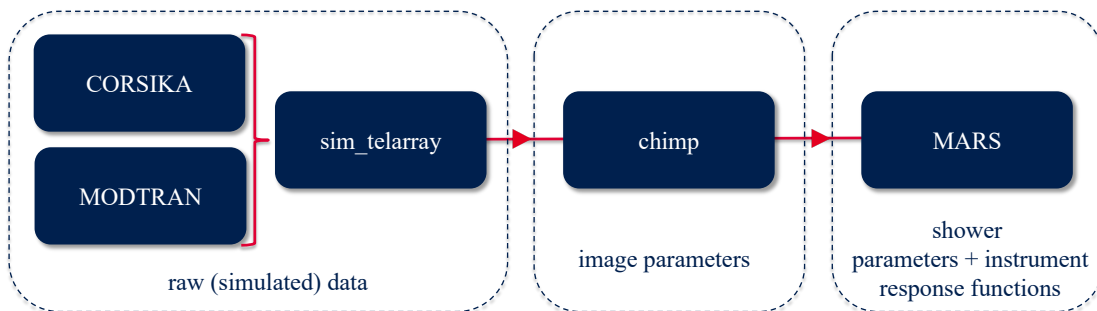 CORSIKA
MODTRAN
sim_telarray
raw (simulated) data
chimp
image parameters
MARS
shower
parameters + instrument
response functions